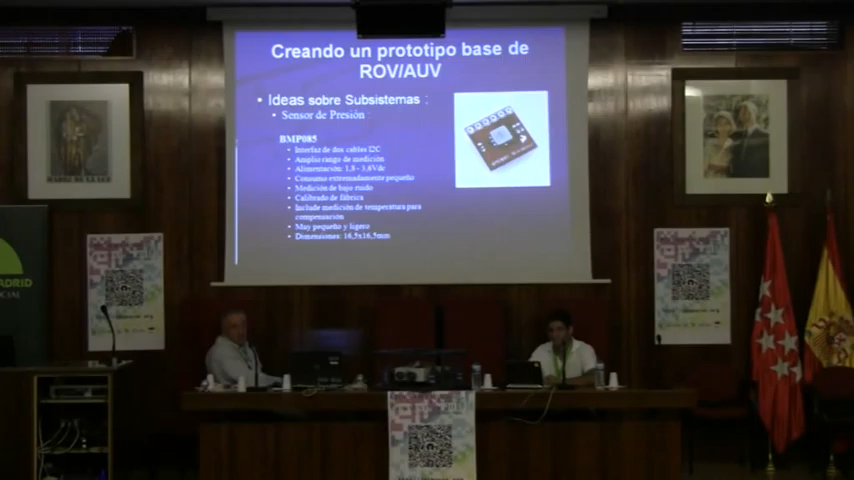 Creando un prototipo base de
ROV/AUV
• Ideas sobre Subsistemas :
• Sensor de Presión :
BMP085
• Interfaz de dos cables I2C
• Amplio rango de medición
• Alimentación: 1,8 - 3,6Vdc
• Consumo extremadamente pequeño
• Medición de bajo ruido
• Calibrado de fábrica
• Include medición de temperatura para
compensación
• Muy pequeño y ligero
• Dimensiones: 16,5x16,5mm
MADRID